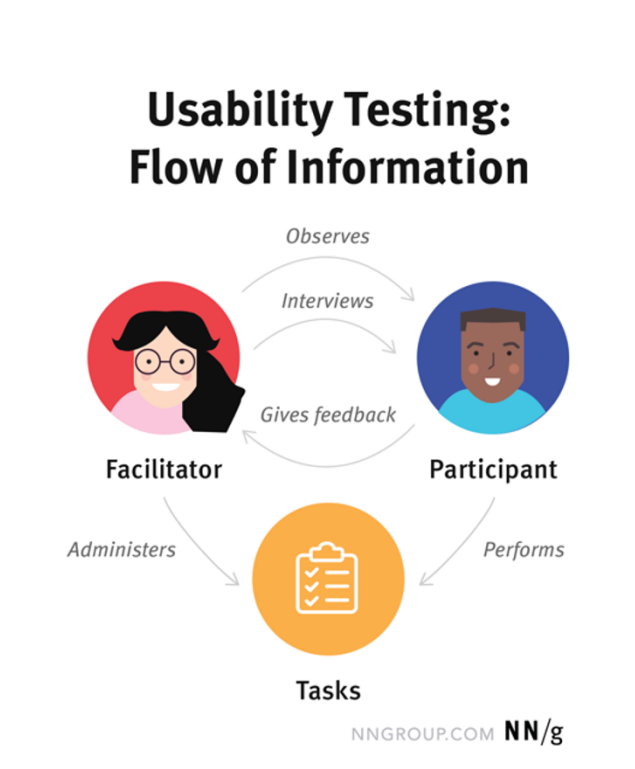 Usability Testing:
Flow of Information
Observes
Interviews
Gives feedback
Facilitator
Participant
Administers
Performs
Tasks
NNGROUP.COM NN/g